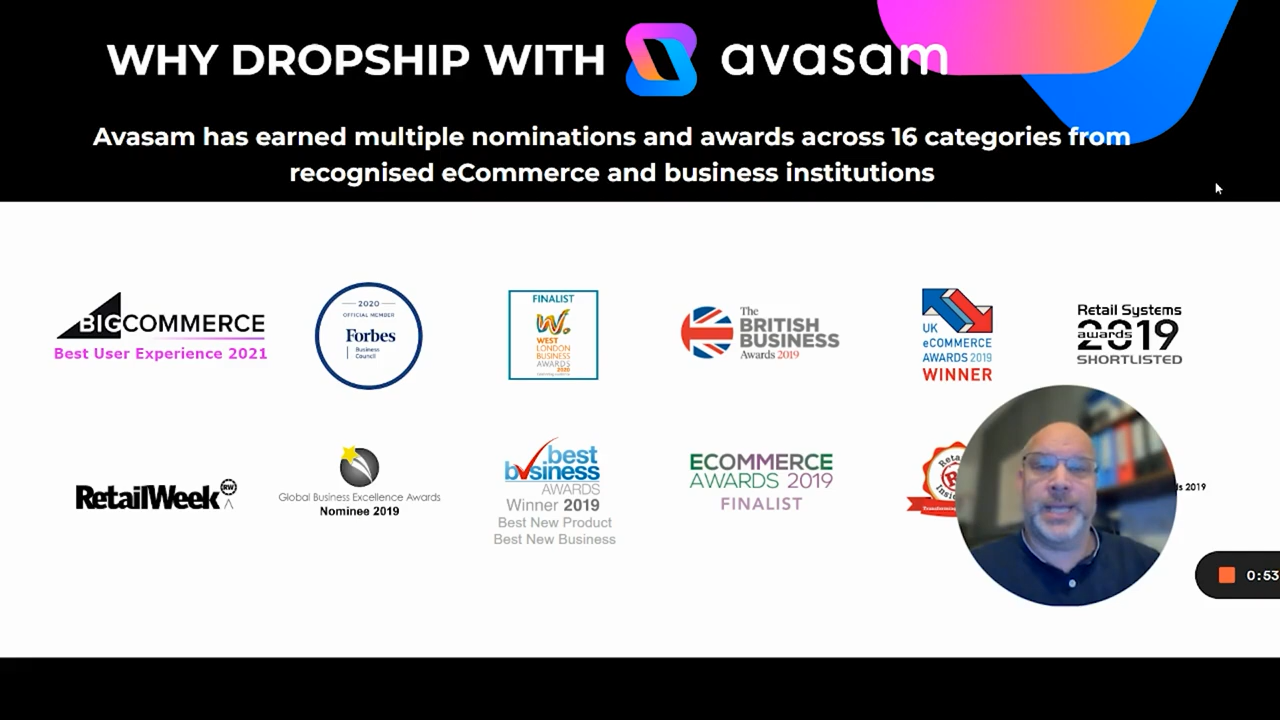 WHY DROPSHIP WITH avasam
Avasam has earned multiple nominations and awards across 16 categories from
recognised eCommerce and business institutions
BIGCOMMERCE
Best User Experience 2021
2020
OFFICIAL MEMBER
Forbes
Business
Council
FINALIST
W.
WEST
LONDON
BUSINESS
AWARDS
2020
The
BRITISH
BUSINESS
Awards 2019
UK
eCOMMERCE
AWARDS 2019
WINNER
Retail Systems
awards 2019
SHORTLISTED
RetailWeek RW
A
Global Business Excellence Awards
Nominee 2019
best
business
AWARDS
Winner 2019
Best New Product
Best New Business
ECOMMERCE
AWARDS 2019
FINALIST
2019
0:53